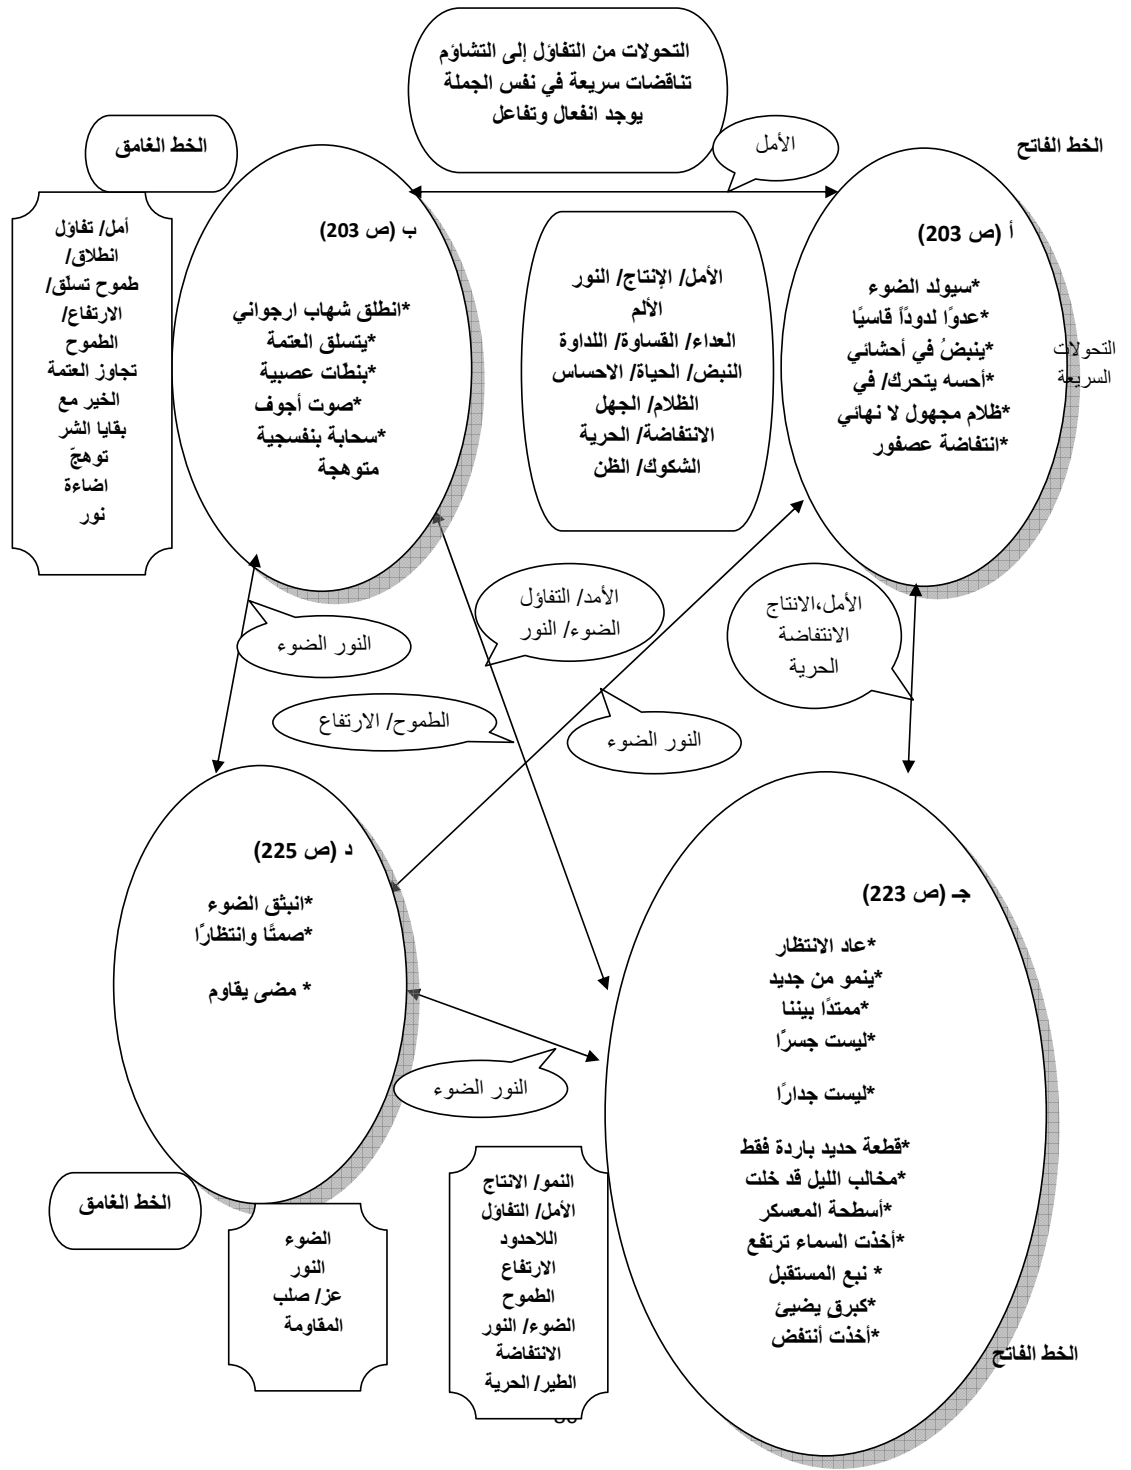 التحولات من التفاؤل إلى التشاؤم
تناقضات سريعة في نفس الجملة
يوجد انفعال وتفاعل
الخط الفاتح
الأمل
الخط الغامق
أ (ص 203)
*سيولد الضوء
*عدوًا لدودًاً قاسيًا
*ينبضُ في أحشائي
*أحسه يتحرك/ في
*ظلام مجهول لا نهائي
*انتفاضة عصفور
التحولات
السريعة
الأمل/ الإنتاج/ النور
الألم
العداء/ القساوة/ اللداوة
النبض/ الحياة/ الاحساس
الظلام/ الجهل
الانتفاضة/ الحرية
الشكوك/ الظن
ب (ص 203)
*انطلق شهاب ارجواني
*يتسلق العتمة
*بنطات عصبية
*صوت أجوف
*سحابة بنفسجية
متوهجة
أمل/ تفاؤل
انطلاق/
طموح تسلّق/
الارتفاع/
الطموح
تجاوز العتمة
الخير مع
بقايا الشر
توهجّ
اضاءة
نور
الأمل،الانتاج
الانتفاضة
الحرية
الأمد/ التفاؤل
الضوء/ النور
النور الضوء
النور الضوء
الطموح/ الارتفاع
جـ (ص 223)
*عاد الانتظار
*ينمو من جديد
*ممتدًا بيننا
*ليست جسرًا
*ليست جدارًا
*قطعة حديد باردة فقط
*مخالب الليل قد خلت
*أسطحة المعسكر
*أخذت السماء ترتفع
* نبع المستقبل
*كبرقٍ يضيئ
*أخذت أنتفض
الخط الفاتح
د (ص 225)
*انبثق الضوء
*صمتًا وانتظارًا
* مضى يقاوم
النور الضوء
النمو/ الانتاج
الأمل/ التفاؤل
اللاحدود
الارتفاع
الطموح
الضوء/ النور
الانتفاضة
الطير/ الحرية
الخط الغامق
الضوء
النور
عز/ صلب
المقاومة